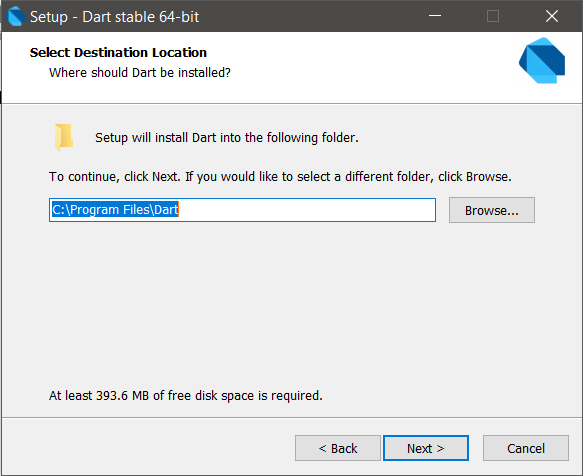 Setup - Dart stable 64-bit
Select Destination Location
Where should Dart be installed?
Setup will install Dart into the following folder.
To continue, click Next. If you would like to select a different folder, click Browse.
C:\Program Files\Dart
Browse...
At least 393.6 MB of free disk space is required.
< Back
Next >
Cancel